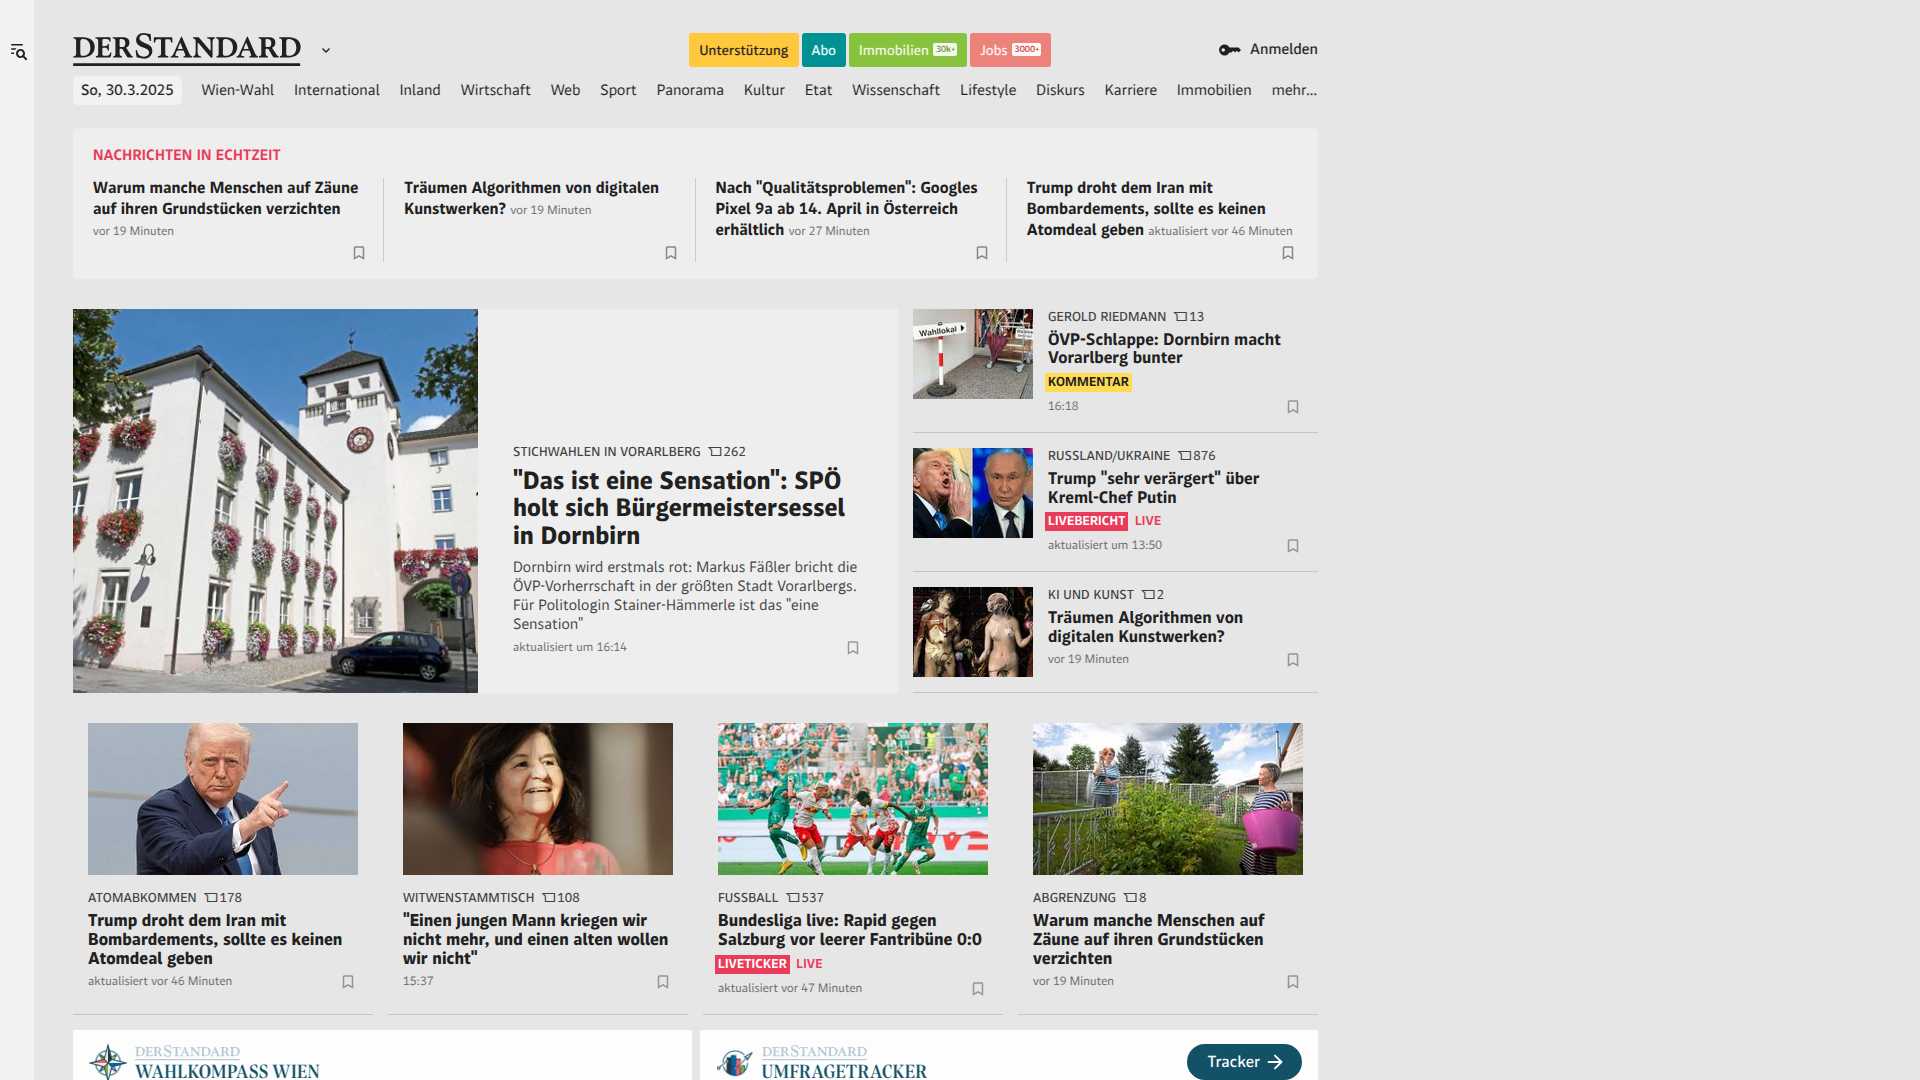 DERSTANDARD
Unterstützung
Abo
Immobilien 30k+
Jobs 3000+
Anmelden
So, 30.3.2025
Wien-Wahl
International
Inland
Wirtschaft
Web
Sport
Panorama
Kultur
Etat
Wissenschaft
Lifestyle
Diskurs
Karriere
Immobilien
mehr...
NACHRICHTEN IN ECHTZEIT
Warum manche Menschen auf Zäune
auf ihren Grundstücken verzichten
vor 19 Minuten
Träumen Algorithmen von digitalen
Kunstwerken? vor 19 Minuten
Nach "Qualitätsproblemen": Googles
Pixel 9a ab 14. April in Österreich
erhältlich vor 27 Minuten
Trump droht dem Iran mit
Bombardements, sollte es keinen
Atomdeal geben aktualisiert vor 46 Minuten
STICHWAHLEN IN VORARLBERG 262
"Das ist eine Sensation": SPÖ
holt sich Bürgermeistersessel
in Dornbirn
Dornbirn wird erstmals rot: Markus Fäßler bricht die
ÖVP-Vorherrschaft in der größten Stadt Vorarlbergs.
Für Politologin Stainer-Hämmerle ist das "eine
Sensation"
aktualisiert um 16:14
Wahllokal
GEROLD RIEDMANN 13
ÖVP-Schlappe: Dornbirn macht
Vorarlberg bunter
KOMMENTAR
16:18
RUSSLAND/UKRAINE 876
Trump "sehr verärgert" über
Kreml-Chef Putin
LIVEBERICHT LIVE
aktualisiert um 13:50
KI UND KUNST 2
Träumen Algorithmen von
digitalen Kunstwerken?
vor 19 Minuten
ATOMABKOMMEN 178
Trump droht dem Iran mit
Bombardements, sollte es keinen
Atomdeal geben
aktualisiert vor 46 Minuten
WITWENSTAMMTISCH 108
"Einen jungen Mann kriegen wir
nicht mehr, und einen alten wollen
wir nicht"
15:37
FUSSBALL 537
Bundesliga live: Rapid gegen
Salzburg vor leerer Fantribüne 0:0
LIVETICKER LIVE
aktualisiert vor 47 Minuten
ABGRENZUNG 8
Warum manche Menschen auf
Zäune auf ihren Grundstücken
verzichten
vor 19 Minuten
DERSTANDARD
WAHLKOMPASS WIEN
DERSTANDARD
UMFRAGETRACKER
Tracker